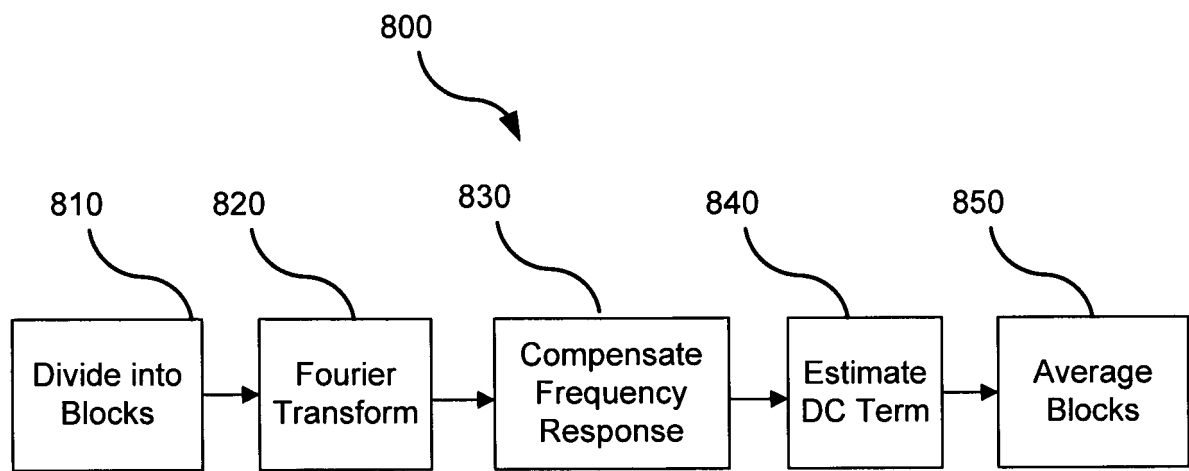 800
810
820
830
840
850
Divide into
Blocks
Fourier
Transform
Compensate
Frequency
Response
Estimate
DC Term
Average
Blocks